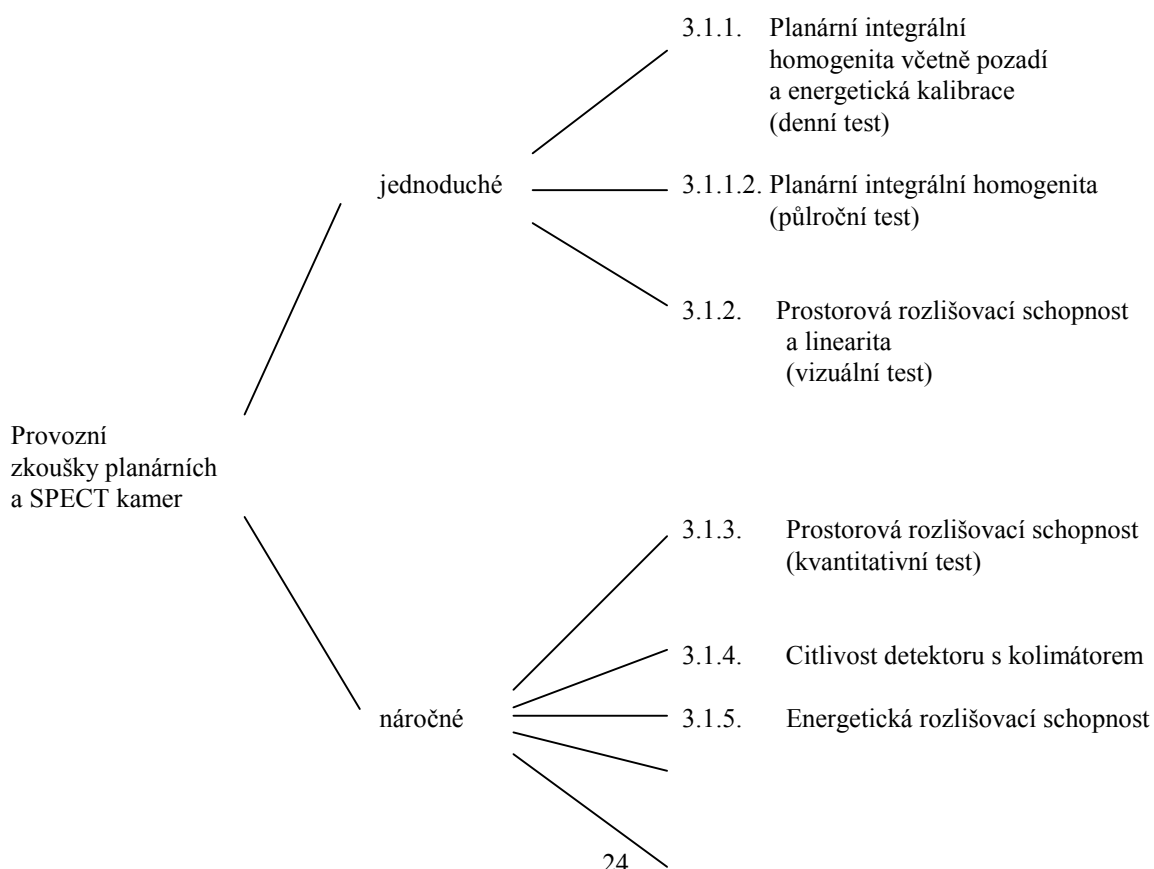 3.1.1. Planární integrální
homogenita včetně pozadí
a energetická kalibrace
(denní test)
jednoduché
3.1.1.2. Planární integrální homogenita
(půlroční test)
3.1.2. Prostorová rozlišovací schopnost
a linearita
(vizuální test)
Provozní
zkoušky planárních
a SPECT kamer
3.1.3. Prostorová rozlišovací schopnost
(kvantitativní test)
3.1.4. Citlivost detektoru s kolimátorem
náročné
3.1.5. Energetická rozlišovací schopnost
24